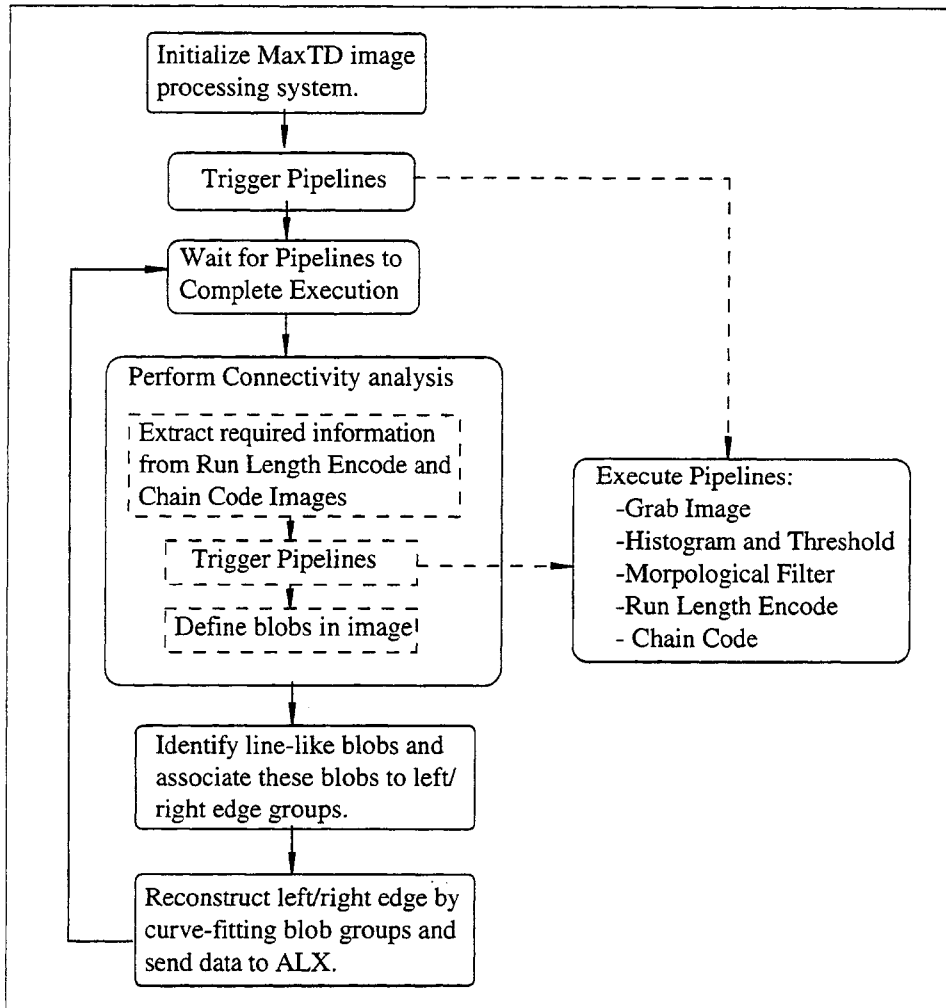 Initialize MaxTD image
processing system.
Trigger Pipelines
Wait for Pipelines to
Complete Execution
Perform Connectivity analysis
Extract required information
from Run Length Encode and
Chain Code Images
Trigger Pipelines
Define blobs in image
Execute Pipelines:
-Grab Image
-Histogram and Threshold
-Morpological Filter
-Run Length Encode
- Chain Code
Identify line-like blobs and
associate these blobs to left/
right edge groups.
Reconstruct left/right edge by
curve-fitting blob groups and
send data to ALX.